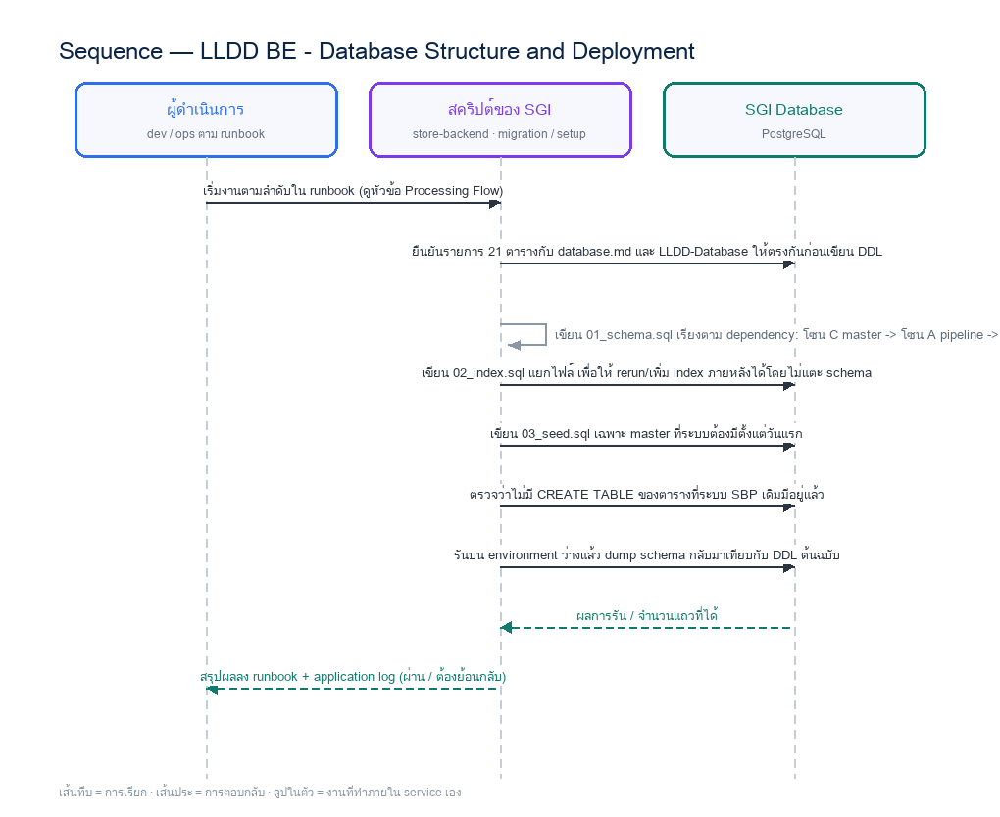 Sequence — LLDD BE - Database Structure and Deployment
ผู้ดำเนินการ
dev / ops ตาม runbook
สคริปต์ของ SGI
store-backend · migration / setup
SGI Database
PostgreSQL
เริ่มงานตามลำดับใน runbook (ดูหัวข้อ Processing Flow)
ยืนยันรายการ 21 ตารางกับ database.md และ LLDD-Database ให้ตรงกันก่อนเขียน DDL
เขียน 01_schema.sql เรียงตาม dependency: โซน C master -> โซน A pipeline ->
เขียน 02_index.sql แยกไฟล์ เพื่อให้ rerun/เพิ่ม index ภายหลังได้โดยไม่แตะ schema
เขียน 03_seed.sql เฉพาะ master ที่ระบบต้องมีตั้งแต่วันแรก
ตรวจว่าไม่มี CREATE TABLE ของตารางที่ระบบ SBP เดิมมีอยู่แล้ว
รันบน environment ว่างแล้ว dump schema กลับมาเทียบกับ DDL ต้นฉบับ
ผลการรัน / จำนวนแถวที่ได้
สรุปผลลง runbook + application log (ผ่าน / ต้องย้อนกลับ)
เส้นทึบ = การเรียก · เส้นประ = การตอบกลับ · ลูปในตัว = งานที่ทำภายใน service เอง